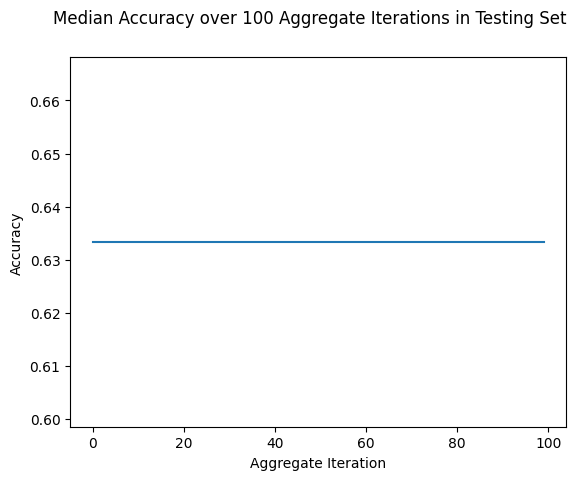 Median Accuracy over 100 Aggregate Iterations in Testing Set
Accuracy
0.66
0.65
0.64
0.63
0.62
0.61
0.60
0 20 40 60 80 100
Aggregate Iteration